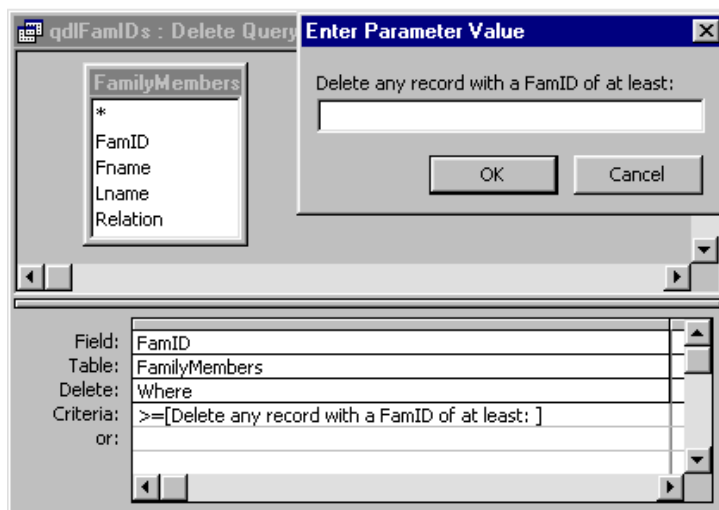 qdlFamIDs : Delete Query
Enter Parameter Value
FamilyMembers
*
FamID
Fname
Lname
Relation
Delete any record with a FamID of at least:
OK
Cancel
Field: FamID
Table: FamilyMembers
Delete: Where
Criteria: >=[Delete any record with a FamID of at least: ]
or: